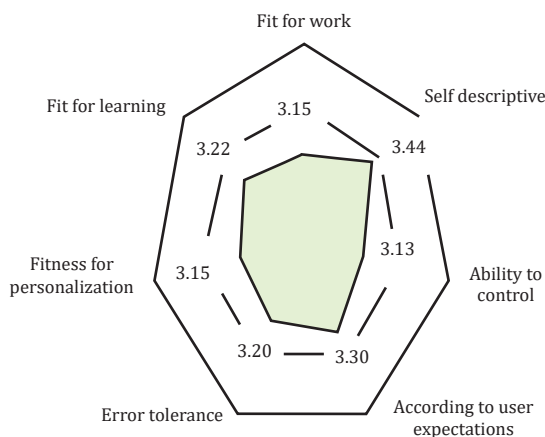 Fit for work
Self descriptive
Fit for learning
3.15
3.22
3.44
3.13
Fitness for
personalization
3.15
Ability to
control
3.20
3.30
Error tolerance
According to user
expectations